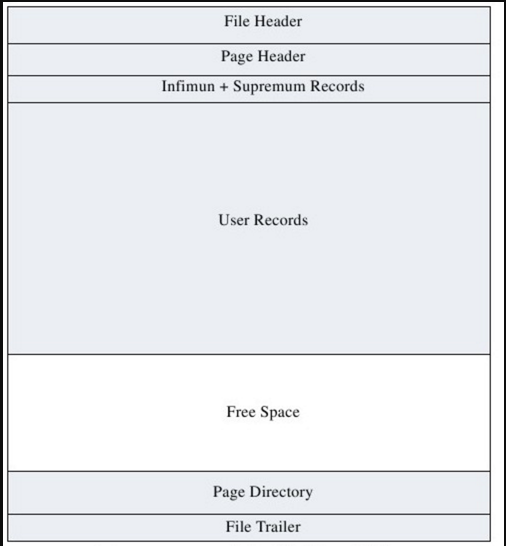 File Header
Page Header
Infimun + Supremum Records
User Records
Free Space
Page Directory
File Trailer